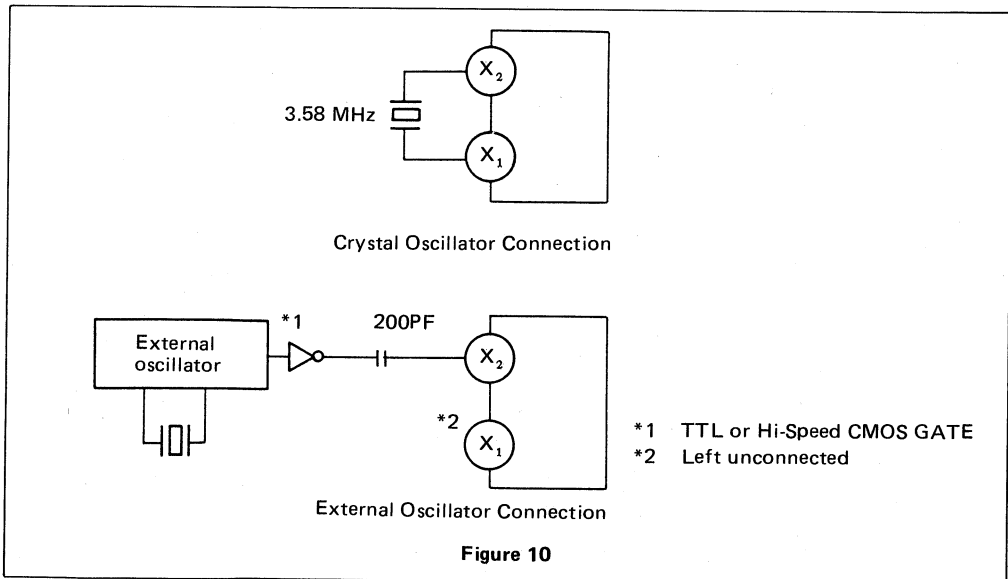 X₂
3.58 MHz
X₁
Crystal Oscillator Connection
*1
200PF
External
oscillator
X₂
*2
X₁
*1 TTL or Hi-Speed CMOS GATE
*2 Left unconnected
External Oscillator Connection
Figure 10